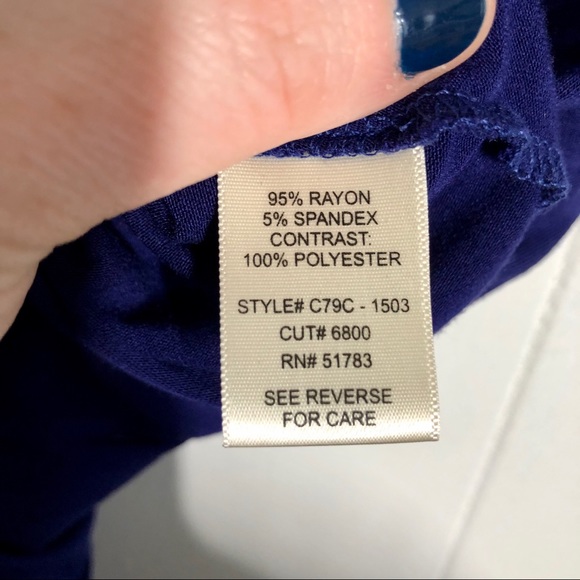 95% RAYON
5% SPANDEX
CONTRAST:
100% POLYESTER
STYLE# C79C - 1503
CUT# 6800
RN# 51783
SEE REVERSE
FOR CARE